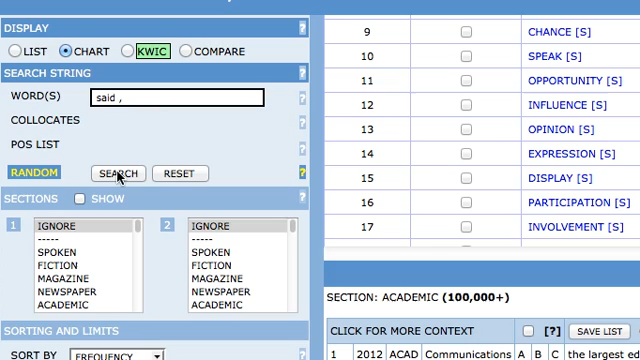 DISPLAY ?
LIST CHART KWIC COMPARE
SEARCH STRING ?
WORD(S) said , ?
COLLOCATES ?
POS LIST ?
RANDOM SEARCH RESET ?
SECTIONS SHOW ?
1 IGNORE 2 IGNORE
----- -----
SPOKEN SPOKEN
FICTION FICTION
MAGAZINE MAGAZINE
NEWSPAPER NEWSPAPER
ACADEMIC ACADEMIC
SORTING AND LIMITS ?
SORT BY FREQUENCY ?
9 CHANCE [S]
10 SPEAK [S]
11 OPPORTUNITY [S]
12 INFLUENCE [S]
13 OPINION [S]
14 EXPRESSION [S]
15 DISPLAY [S]
16 PARTICIPATION [S]
17 INVOLVEMENT [S]
SECTION: ACADEMIC (100,000+)
CLICK FOR MORE CONTEXT [?] SAVE LIST
1 2012 ACAD Communications A B C the largest ed